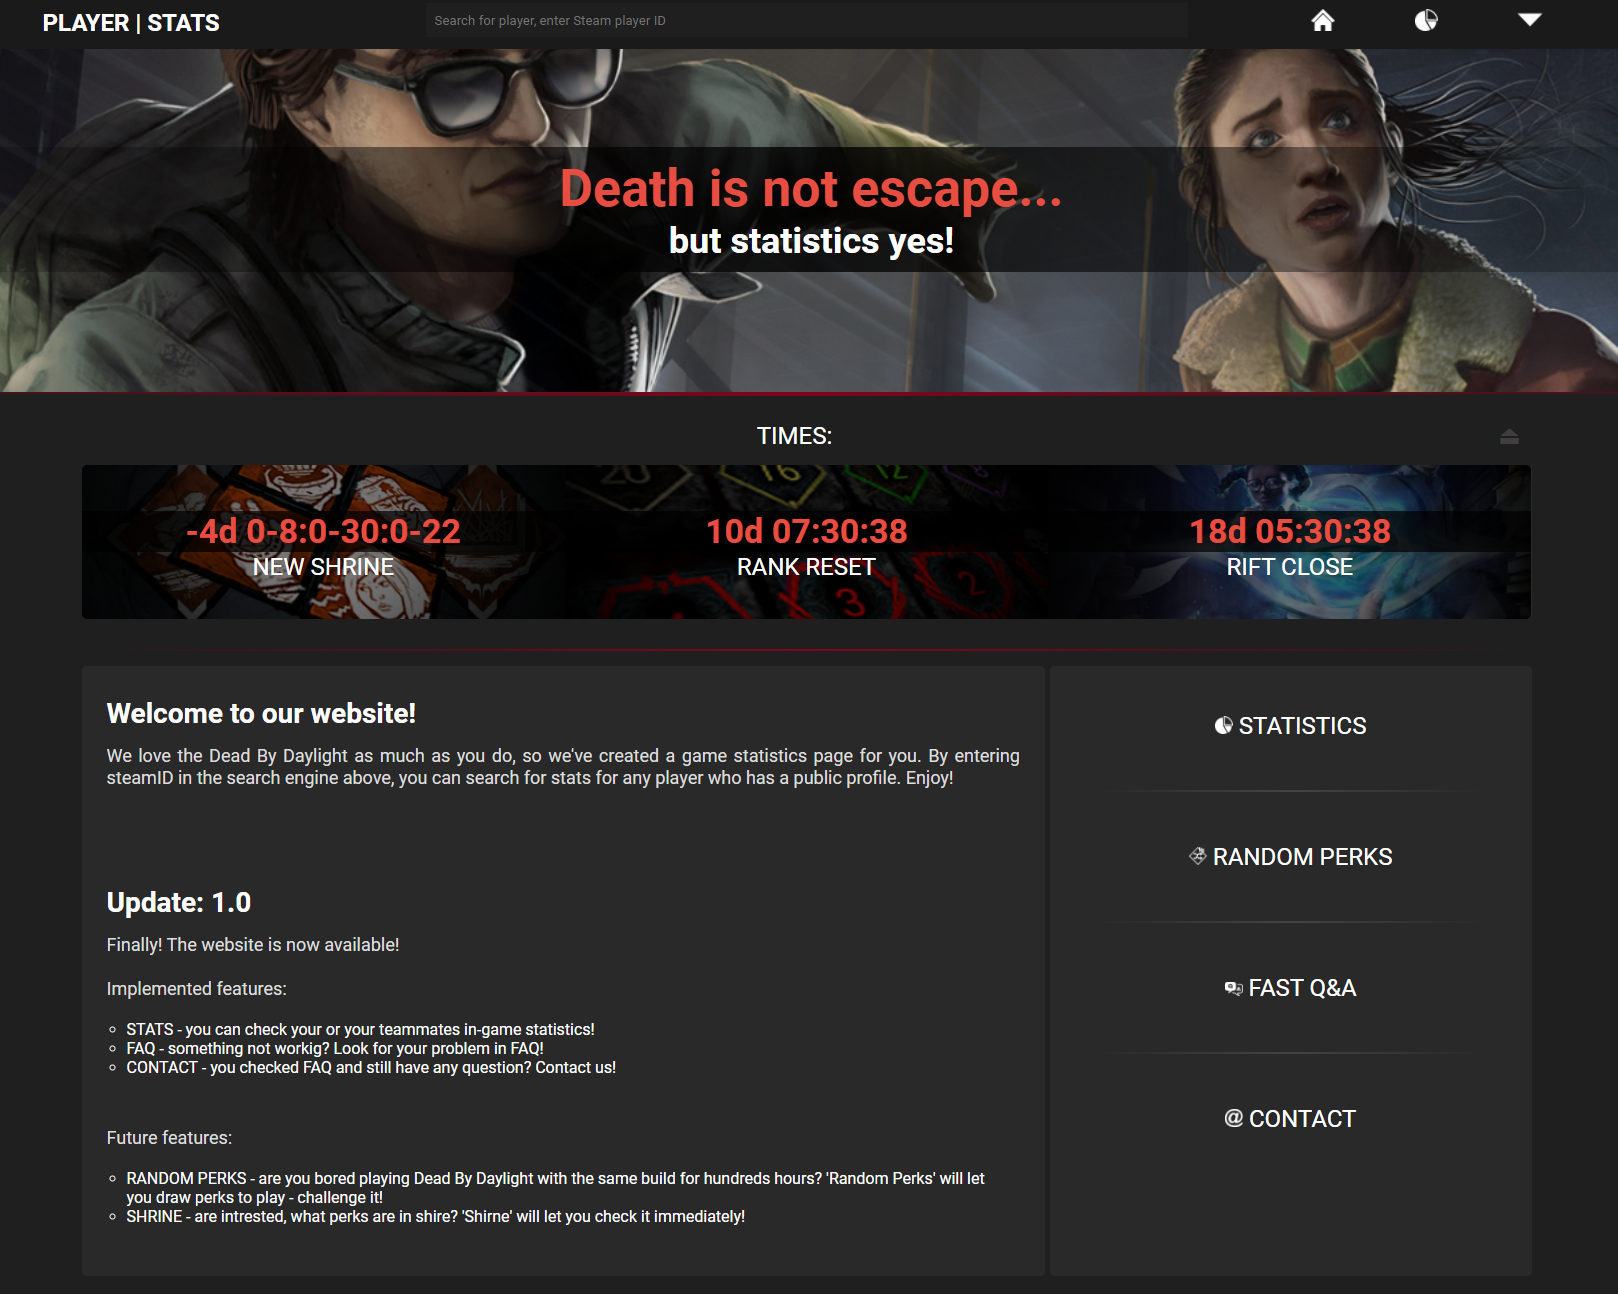 PLAYER | STATS
Search for player, enter Steam player ID
Death is not escape...
but statistics yes!
TIMES:
20 16 12 8
-4d 0-8:0-30:0-22
NEW SHRINE
10d 07:30:38
RANK RESET
3 2
18d 05:30:38
RIFT CLOSE
Welcome to our website!
We love the Dead By Daylight as much as you do, so we've created a game statistics page for you. By entering
steamID in the search engine above, you can search for stats for any player who has a public profile. Enjoy!
Update: 1.0
Finally! The website is now available!
Implemented features:
STATS - you can check your or your teammates in-game statistics!
FAQ - something not workig? Look for your problem in FAQ!
CONTACT - you checked FAQ and still have any question? Contact us!
Future features:
RANDOM PERKS - are you bored playing Dead By Daylight with the same build for hundreds hours? 'Random Perks' will let
you draw perks to play - challenge it!
SHRINE - are intrested, what perks are in shire? 'Shirne' will let you check it immediately!
STATISTICS
RANDOM PERKS
FAST Q&A
@ CONTACT